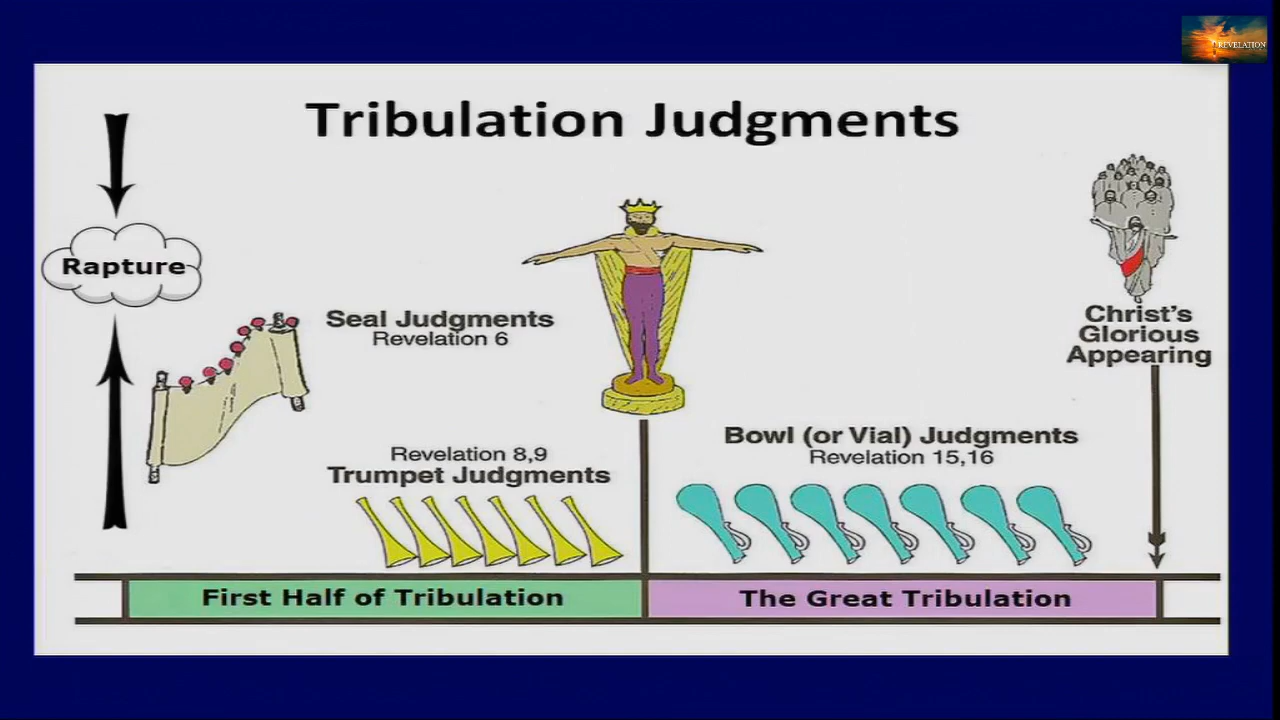 REVELATION
Tribulation Judgments
Rapture
Seal Judgments
Revelation 6
Christ's
Glorious
Appearing
Revelation 8,9
Trumpet Judgments
Bowl (or Vial) Judgments
Revelation 15,16
First Half of Tribulation
The Great Tribulation